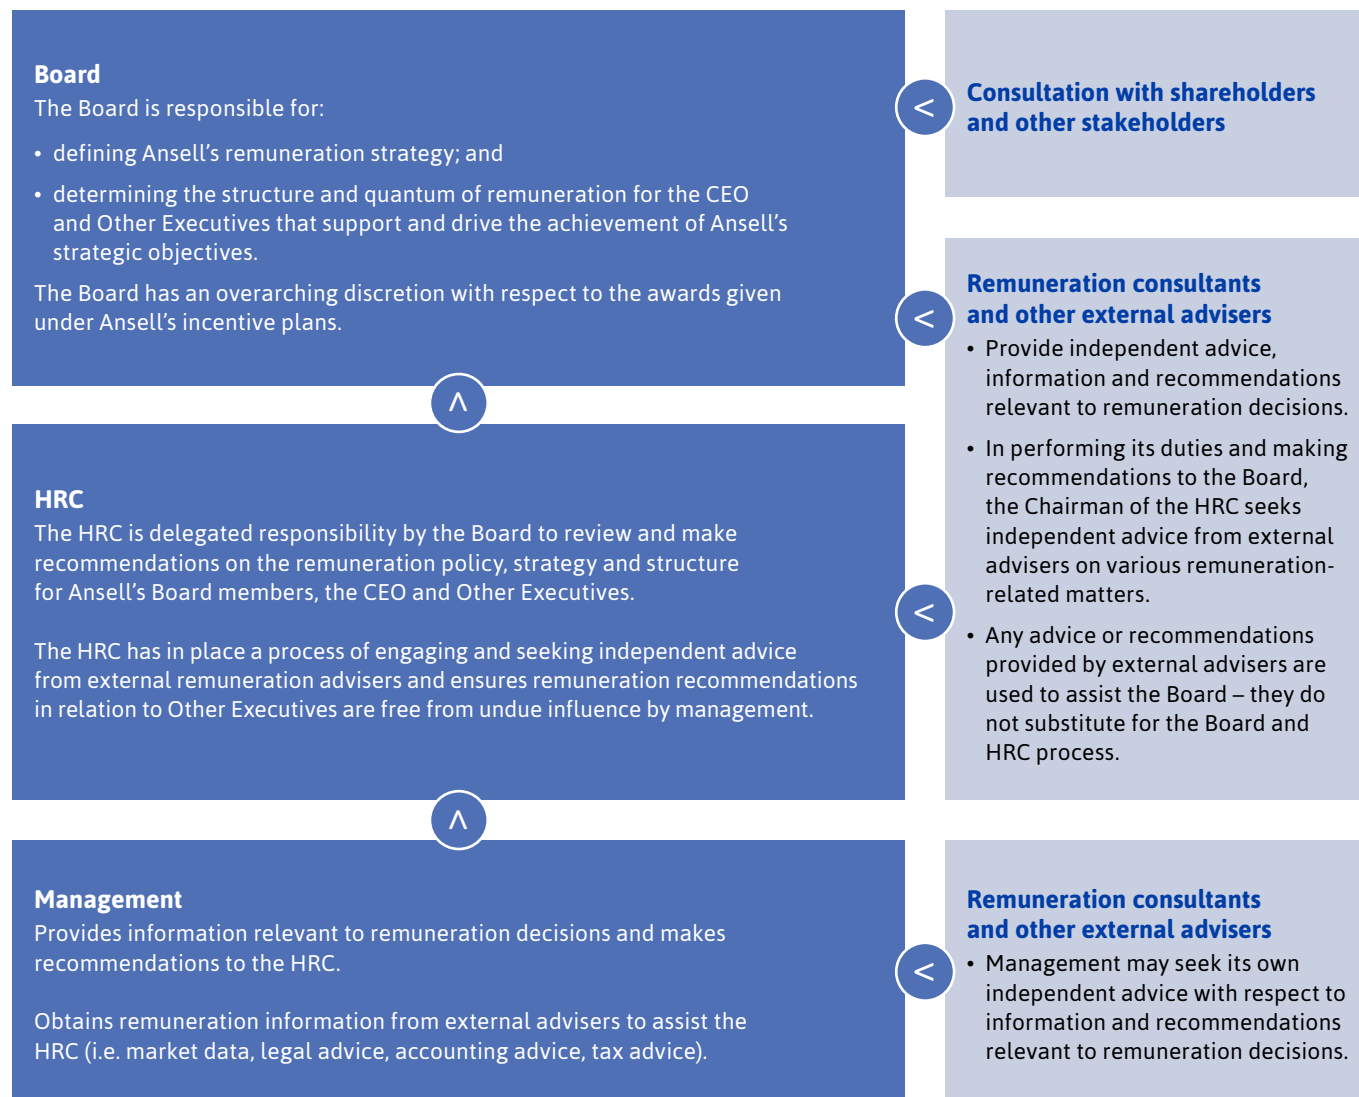 Board
The Board is responsible for:
• defining Ansell’s remuneration strategy; and
• determining the structure and quantum of remuneration for the CEO
and Other Executives that support and drive the achievement of Ansell’s
strategic objectives.
The Board has an overarching discretion with respect to the awards given
under Ansell’s incentive plans.
<
Consultation with shareholders
and other stakeholders
<
Remuneration consultants
and other external advisers
• Provide independent advice,
information and recommendations
relevant to remuneration decisions.
• In performing its duties and making
recommendations to the Board,
the Chairman of the HRC seeks
independent advice from external
advisers on various remuneration-
related matters.
• Any advice or recommendations
provided by external advisers are
used to assist the Board – they do
not substitute for the Board and
HRC process.
<
HRC
The HRC is delegated responsibility by the Board to review and make
recommendations on the remuneration policy, strategy and structure
for Ansell’s Board members, the CEO and Other Executives.
The HRC has in place a process of engaging and seeking independent advice
from external remuneration advisers and ensures remuneration recommendations
in relation to Other Executives are free from undue influence by management.
<
<
Management
Provides information relevant to remuneration decisions and makes
recommendations to the HRC.
Obtains remuneration information from external advisers to assist the
HRC (i.e. market data, legal advice, accounting advice, tax advice).
<
Remuneration consultants
and other external advisers
• Management may seek its own
independent advice with respect to
information and recommendations
relevant to remuneration decisions.